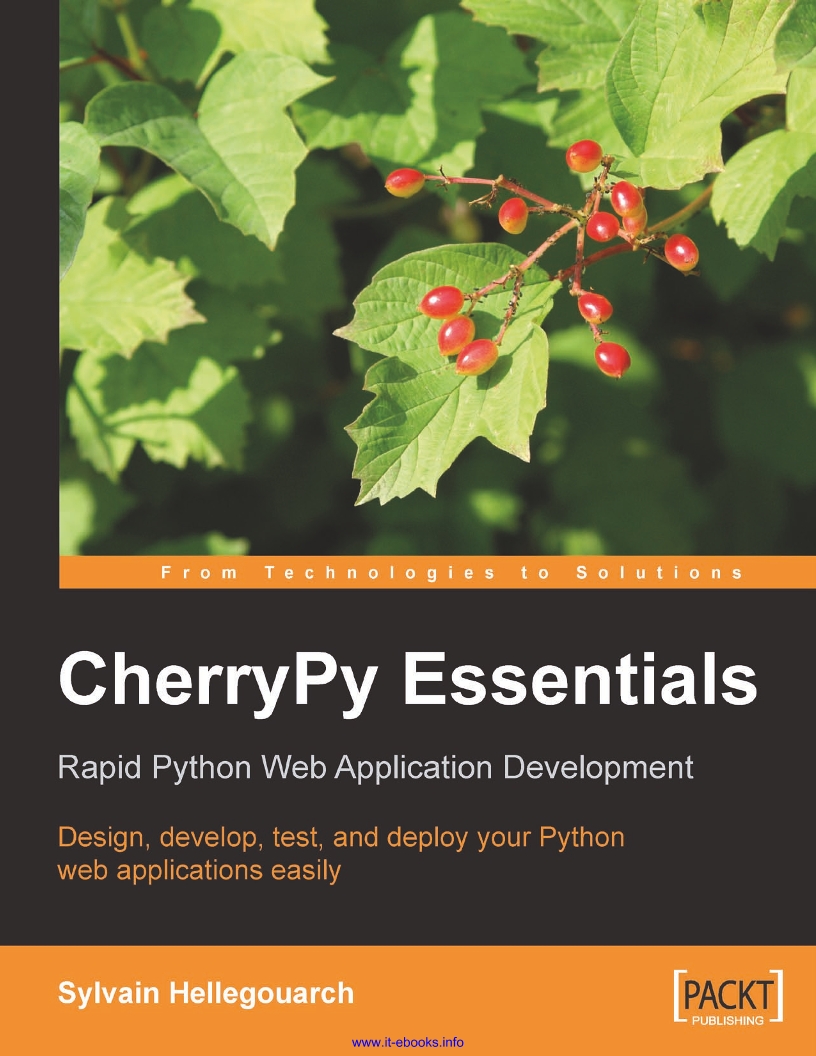 From Technologies to Solutions
CherryPy Essentials
Rapid Python Web Application Development
Design, develop, test, and deploy your Python
web applications easily
Sylvain Hellegouarch
PACKT
PUBLISHING
www.it-ebooks.info